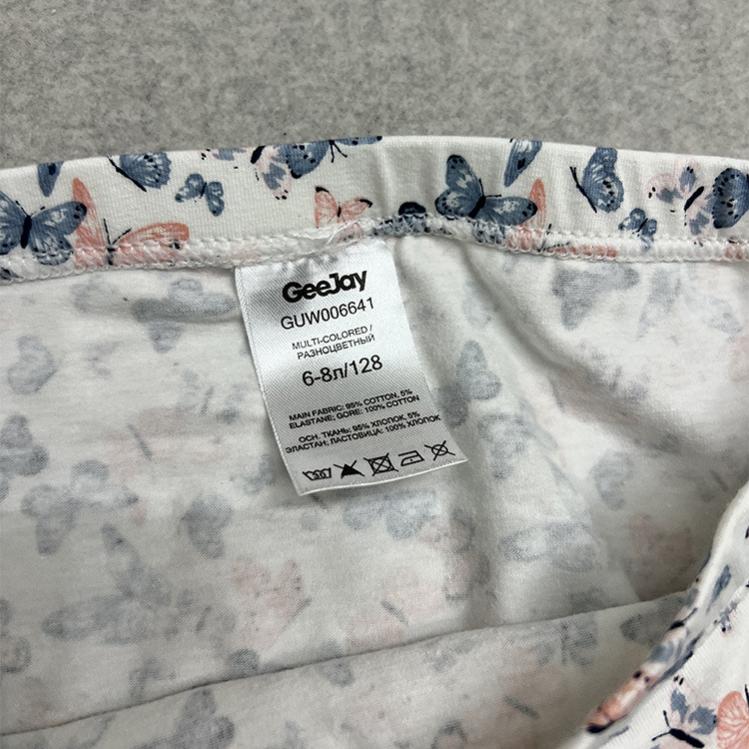 GeeJay
GUW006641
MULTI-COLORED /
РАЗНОЦВЕТНЫЙ
6-8л/128
MAIN FABRIC: 95% COTTON, 5%
ELASTANE; GORE: 100% COTTON
ОСН. ТКАНЬ: 95% ХЛОПОК, 5%
ЭЛАСТАН; ЛАСТОВИЦА: 100% ХЛОПОК